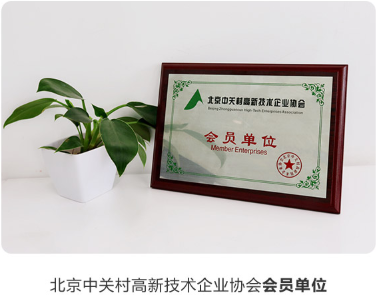 北京中关村高新技术企业协会
Beijing Zhongguancun High-Tech Enterprises Association
会员单位
Member Enterprises
北京中关村高新技术企业协会会员单位